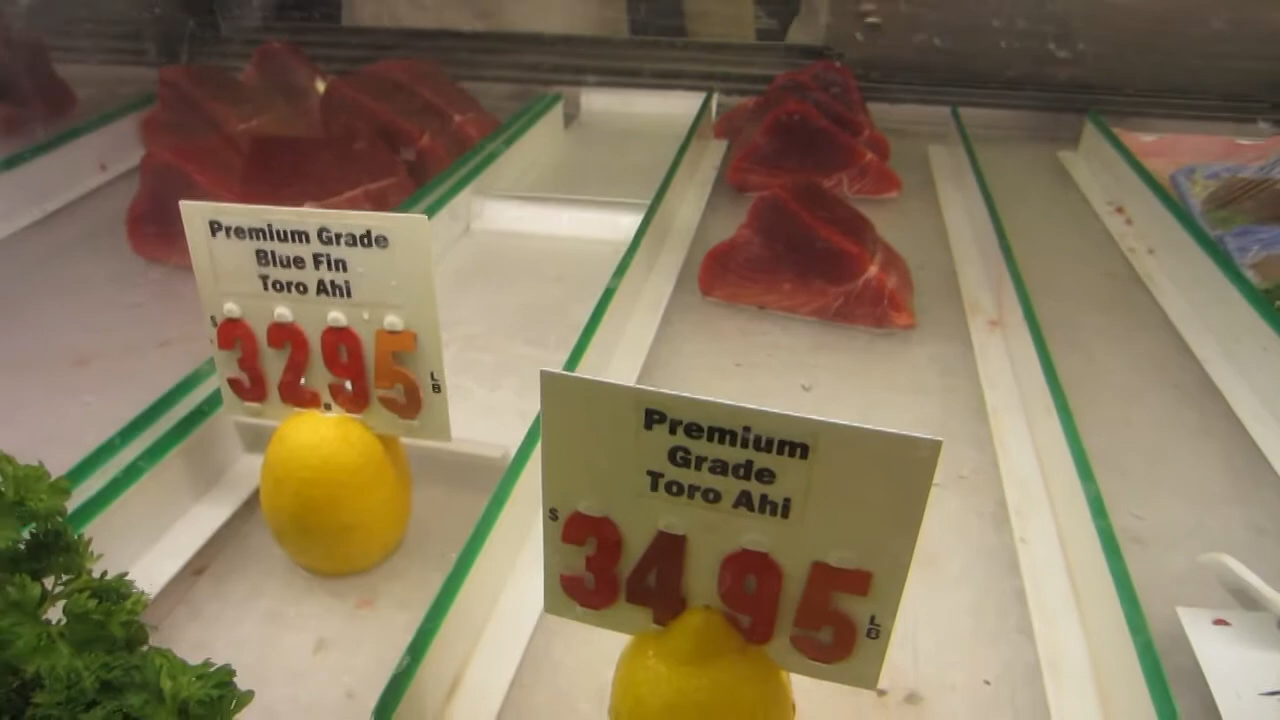 Premium Grade
Blue Fin
Toro Ahi
$ 32.95 LB
Premium
Grade
Toro Ahi
$ 34 95 LB